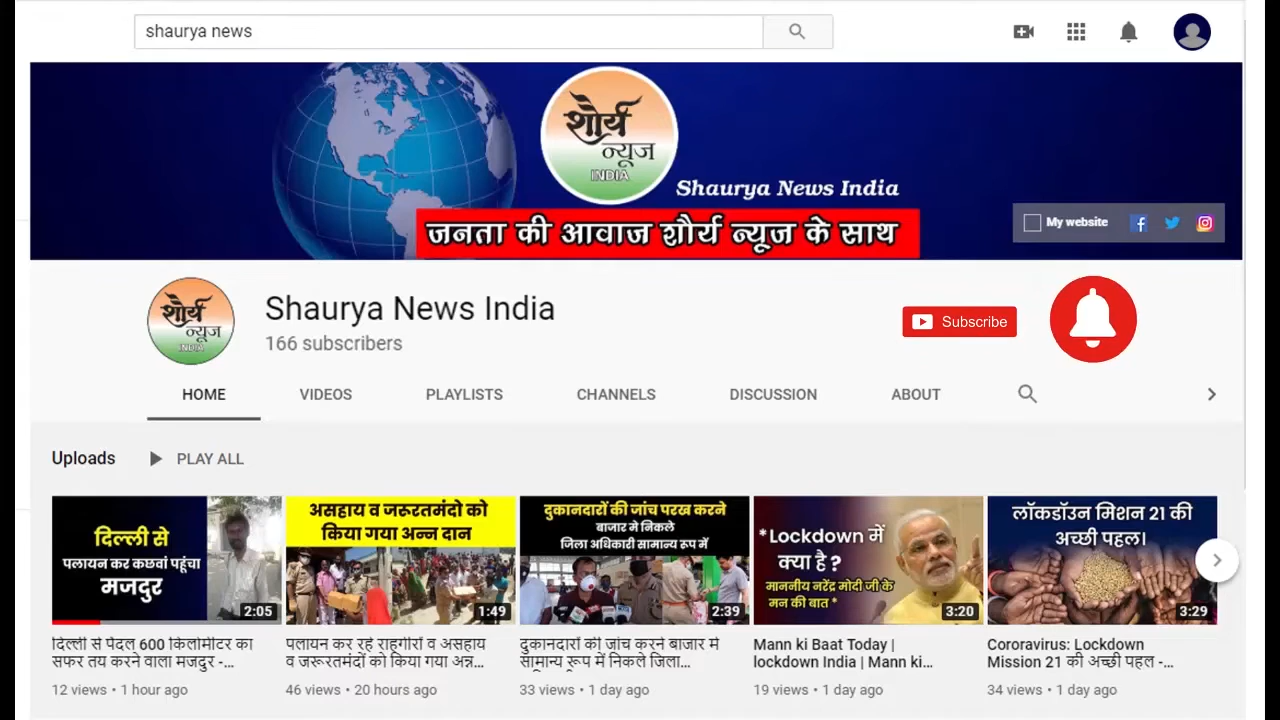 shaurya news
शौर्य
न्यूज
INDIA
Shaurya News India
जनता की आवाज शौर्य न्यूज के साथ
My website
शौर्य
न्यूज
INDIA
Shaurya News India
166 subscribers
Subscribe
HOME VIDEOS PLAYLISTS CHANNELS DISCUSSION ABOUT
Uploads PLAY ALL
दिल्ली से
पलायन कर कछवां पहूंचा
मजदुर
2:05
असहाय व जरूरतमंदो को
किया गया अन्न दान
1:49
दुकानदारों की जांच परख करने
बाजार मे निकले
जिला अधिकारी सामान्य रूप में
2:39
*Lockdown में
क्या है ?
माननीय नरेंद्र मोदी जी के
मन की बात *
3:20
लॉकडॉउन मिशन 21 की
अच्छी पहल।
3:29
दिल्ली से पैदल 600 किलोमीटर का
सफर तय करने वाला मजदुर -...
12 views • 1 hour ago
पलायन कर रहे राहगीरों व असहाय
व जरूरतमंदों को किया गया अन्न...
46 views • 20 hours ago
दुकानदारों की जांच करने बाजार मे
सामान्य रूप में निकले जिला...
33 views • 1 day ago
Mann ki Baat Today |
lockdown India | Mann ki...
19 views • 1 day ago
Cororavirus: Lockdown
Mission 21 की अच्छी पहल -...
34 views • 1 day ago